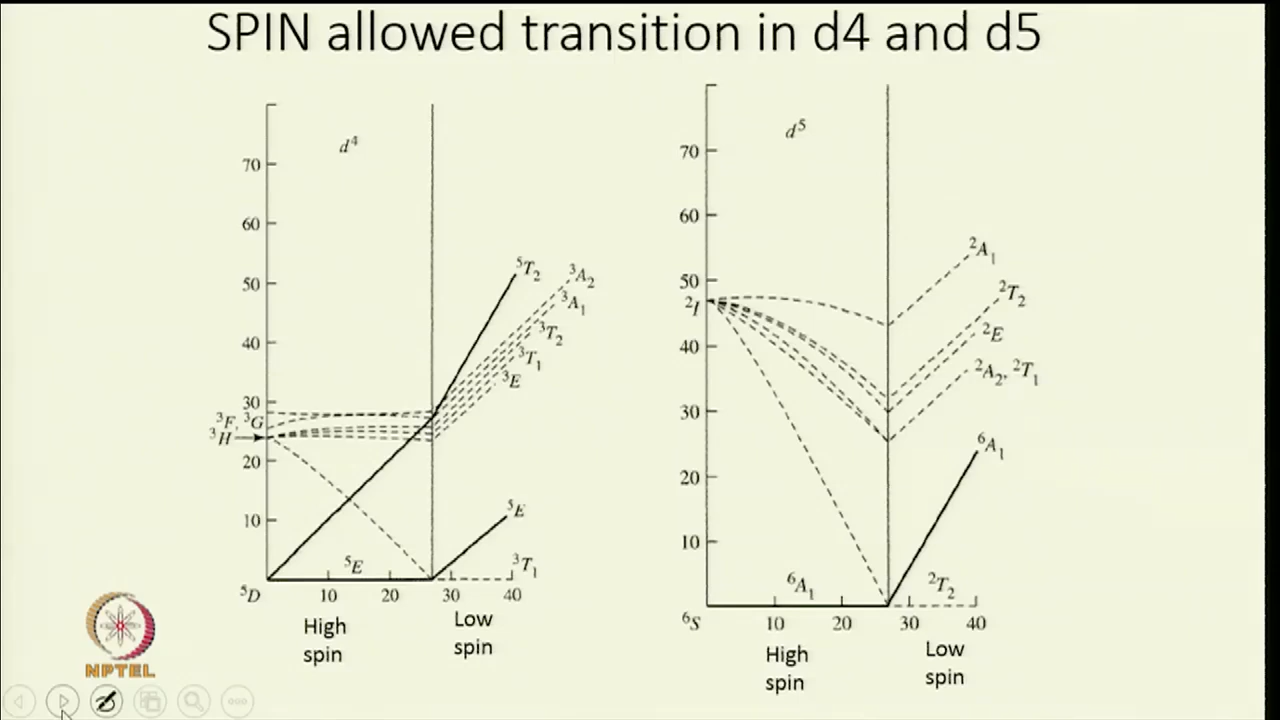 SPIN allowed transition in d4 and d5
d⁴
70
60
50
40
30
20
10
³F, ³G
³H
⁵D
10
20
30
40
⁵E
⁵T₂
³A₂
³A₁
³T₂
³T₁
³E
⁵E
³T₁
High
spin
Low
spin
d⁵
70
60
50
40
30
20
10
²I
⁶S
10
20
30
40
⁶A₁
²T₂
²A₁
²T₂
²E
²A₂, ²T₁
⁶A₁
High
spin
Low
spin
NPTEL